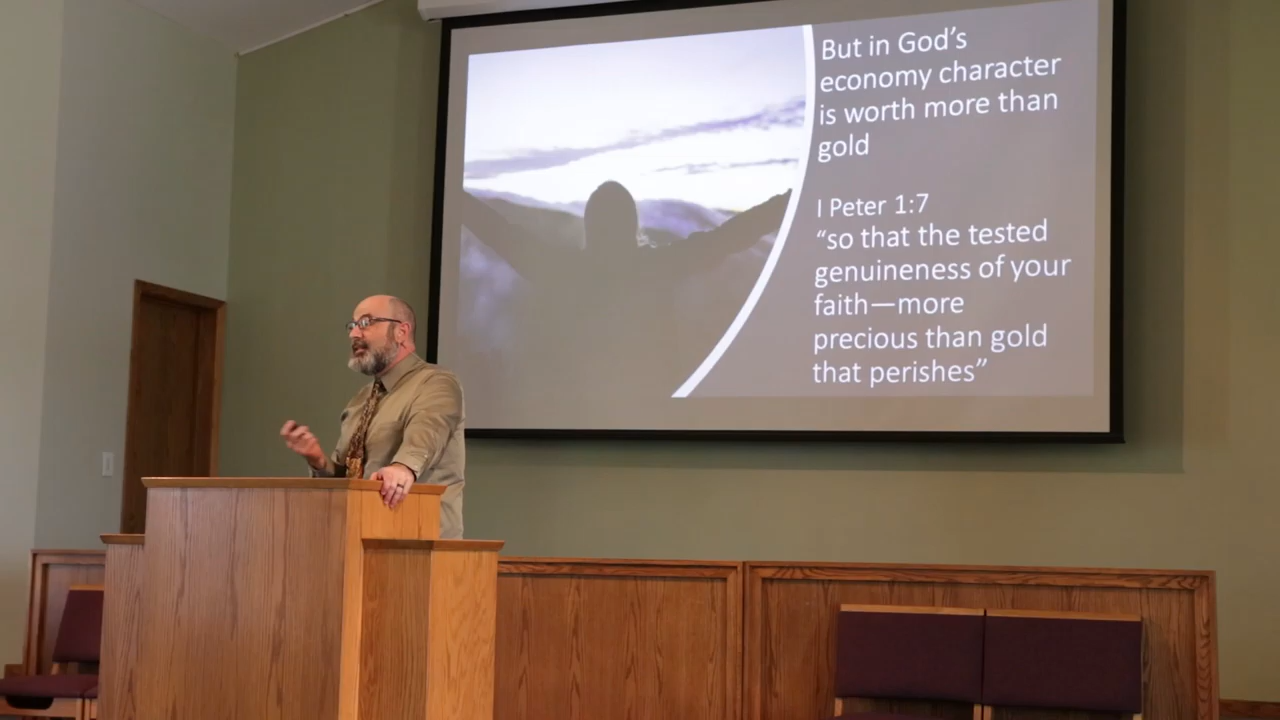 But in God's
economy character
is worth more than
gold
I Peter 1:7
“so that the tested
genuineness of your
faith—more
precious than gold
that perishes”